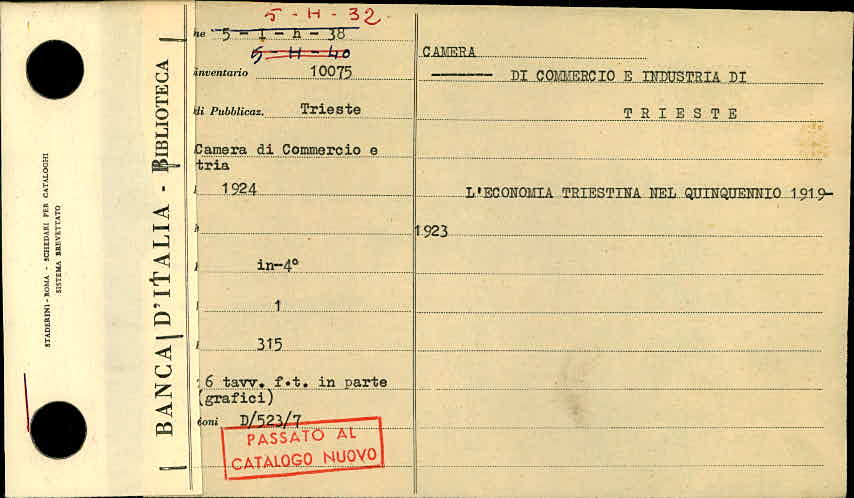 5 - H - 32
ne 5 - I - h - 38
5 - H - 40
inventario 10075
di Pubblicaz. Trieste
Camera di Commercio e
tria
1924
in-4°
1
315
6 tavv. f.t. in parte
(grafici)
ioni D/523/7
PASSATO AL
CATALOGO NUOVO
CAMERA
DI COMMERCIO E INDUSTRIA DI
T R I E S T E
L'ECONOMIA TRIESTINA NEL QUINQUENNIO 1919-
1923
BANCA D'ITALIA - BIBLIOTECA
STADERINI - ROMA - SCHEDARI PER CATALOGHI
SISTEMA BREVETTATO